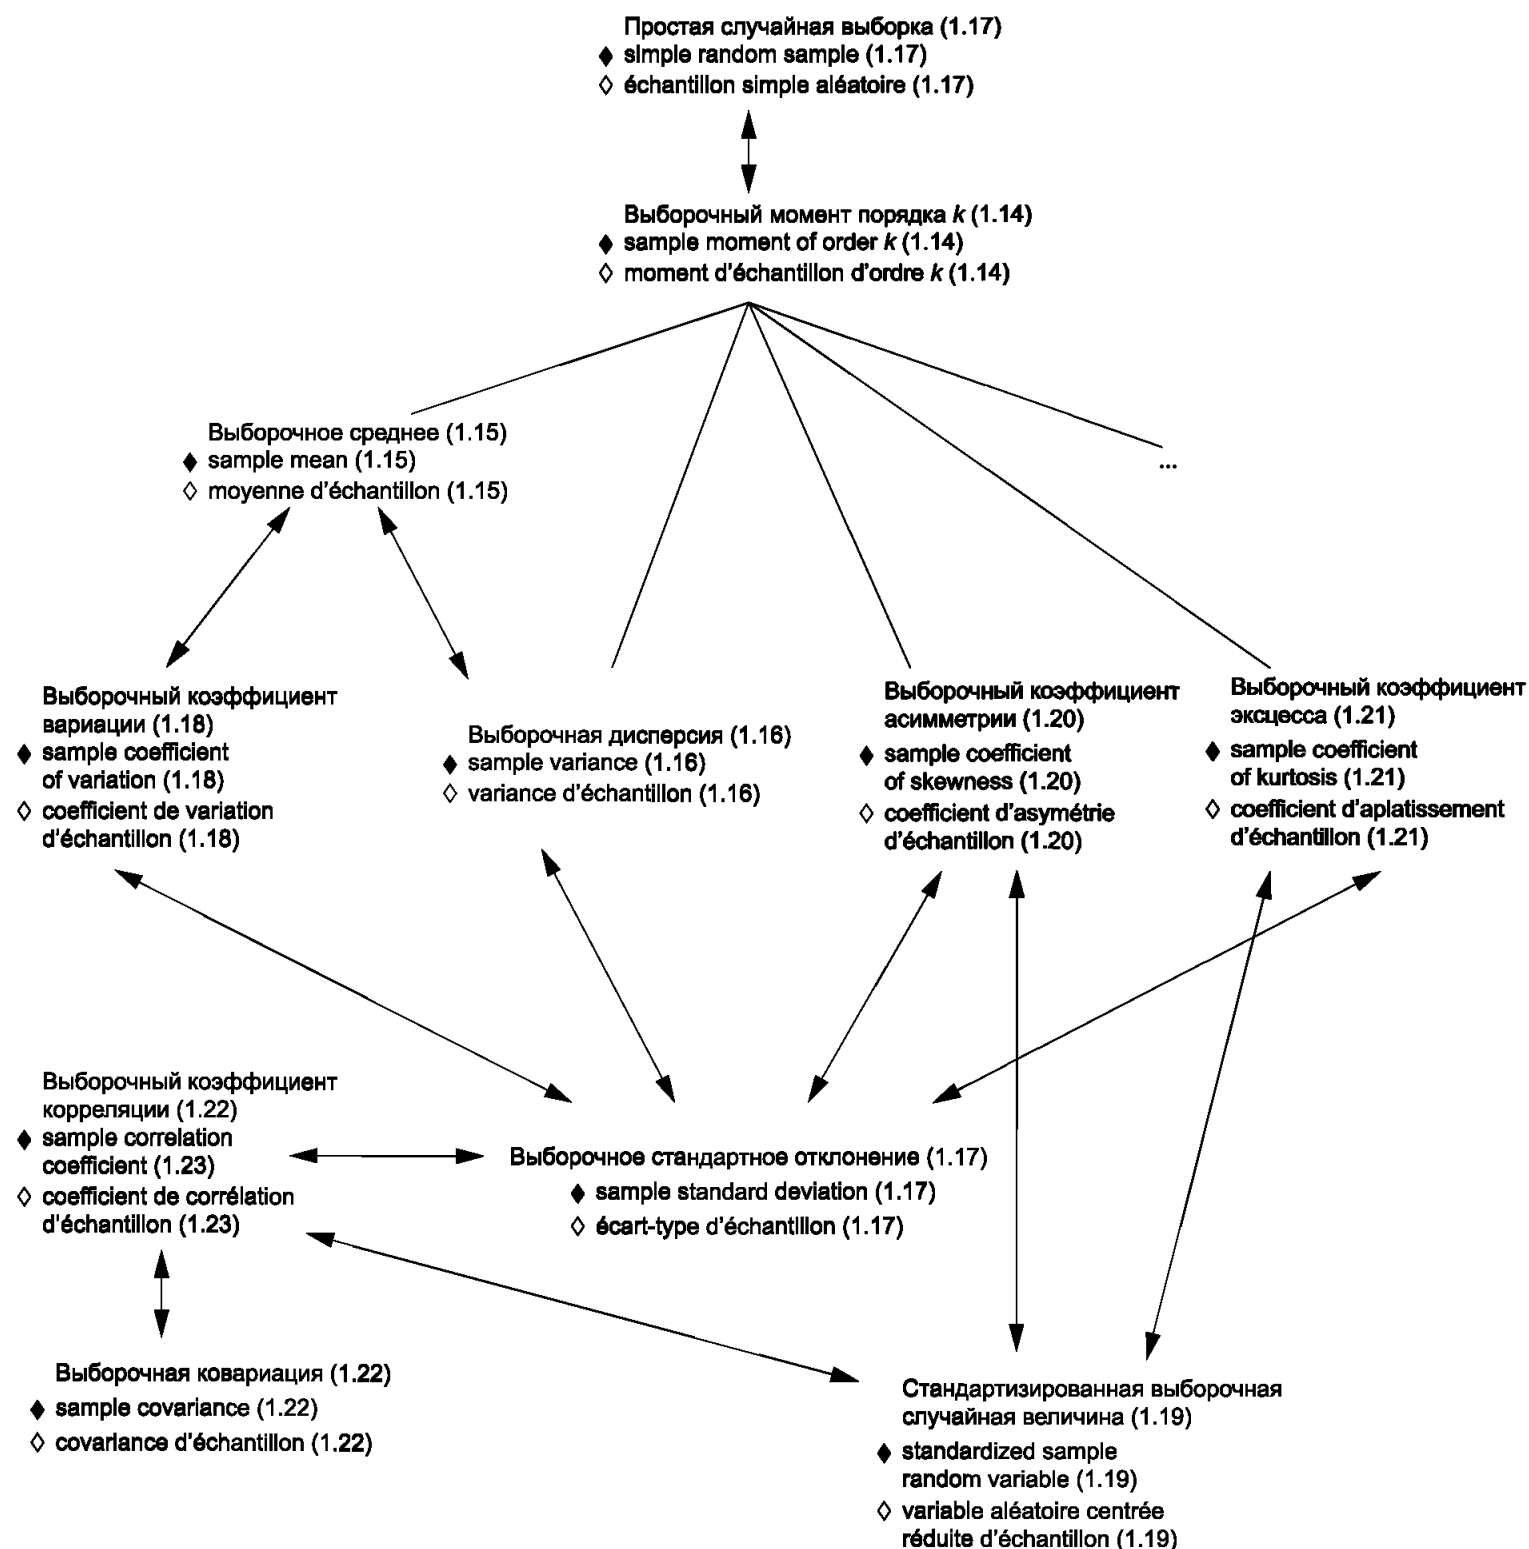 Простая случайная выборка (1.17)
♦ simple random sample (1.17)
◊ échantillon simple aléatoire (1.17)
Выборочный момент порядка k (1.14)
♦ sample moment of order k (1.14)
◊ moment d'échantillon d'ordre k (1.14)
Выборочное среднее (1.15)
♦ sample mean (1.15)
◊ moyenne d'échantillon (1.15)
...
Выборочный коэффициент
вариации (1.18)
♦ sample coefficient
of variation (1.18)
◊ coefficient de variation
d'échantillon (1.18)
Выборочная дисперсия (1.16)
♦ sample variance (1.16)
◊ variance d'échantillon (1.16)
Выборочный коэффициент
асимметрии (1.20)
♦ sample coefficient
of skewness (1.20)
◊ coefficient d'asymétrie
d'échantillon (1.20)
Выборочный коэффициент
эксцесса (1.21)
♦ sample coefficient
of kurtosis (1.21)
◊ coefficient d'aplatissement
d'échantillon (1.21)
Выборочный коэффициент
корреляции (1.22)
♦ sample correlation
coefficient (1.23)
◊ coefficient de corrélation
d'échantillon (1.23)
Выборочное стандартное отклонение (1.17)
♦ sample standard deviation (1.17)
◊ écart-type d'échantillon (1.17)
Выборочная ковариация (1.22)
♦ sample covariance (1.22)
◊ covariance d'échantillon (1.22)
Стандартизированная выборочная
случайная величина (1.19)
♦ standardized sample
random variable (1.19)
◊ variable aléatoire centrée
réduite d'échantillon (1.19)